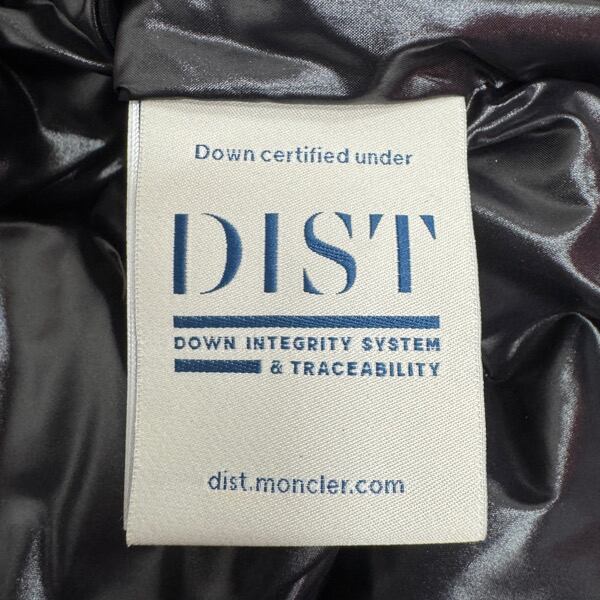 Down certified under
DIST
DOWN INTEGRITY SYSTEM
& TRACEABILITY
dist.moncler.com